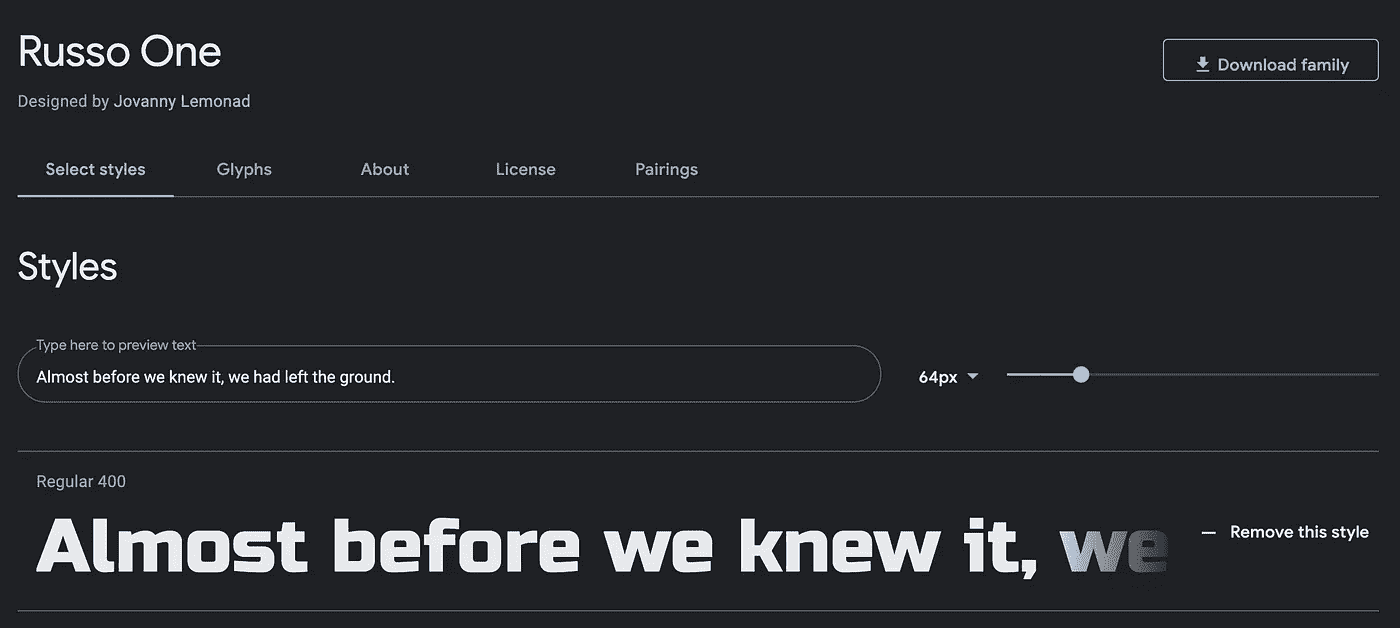 Russo One
Download family
Designed by Jovanny Lemonad
Select styles Glyphs About License Pairings
Styles
Type here to preview text
Almost before we knew it, we had left the ground.
64px
Regular 400
Almost before we knew it, we
— Remove this style